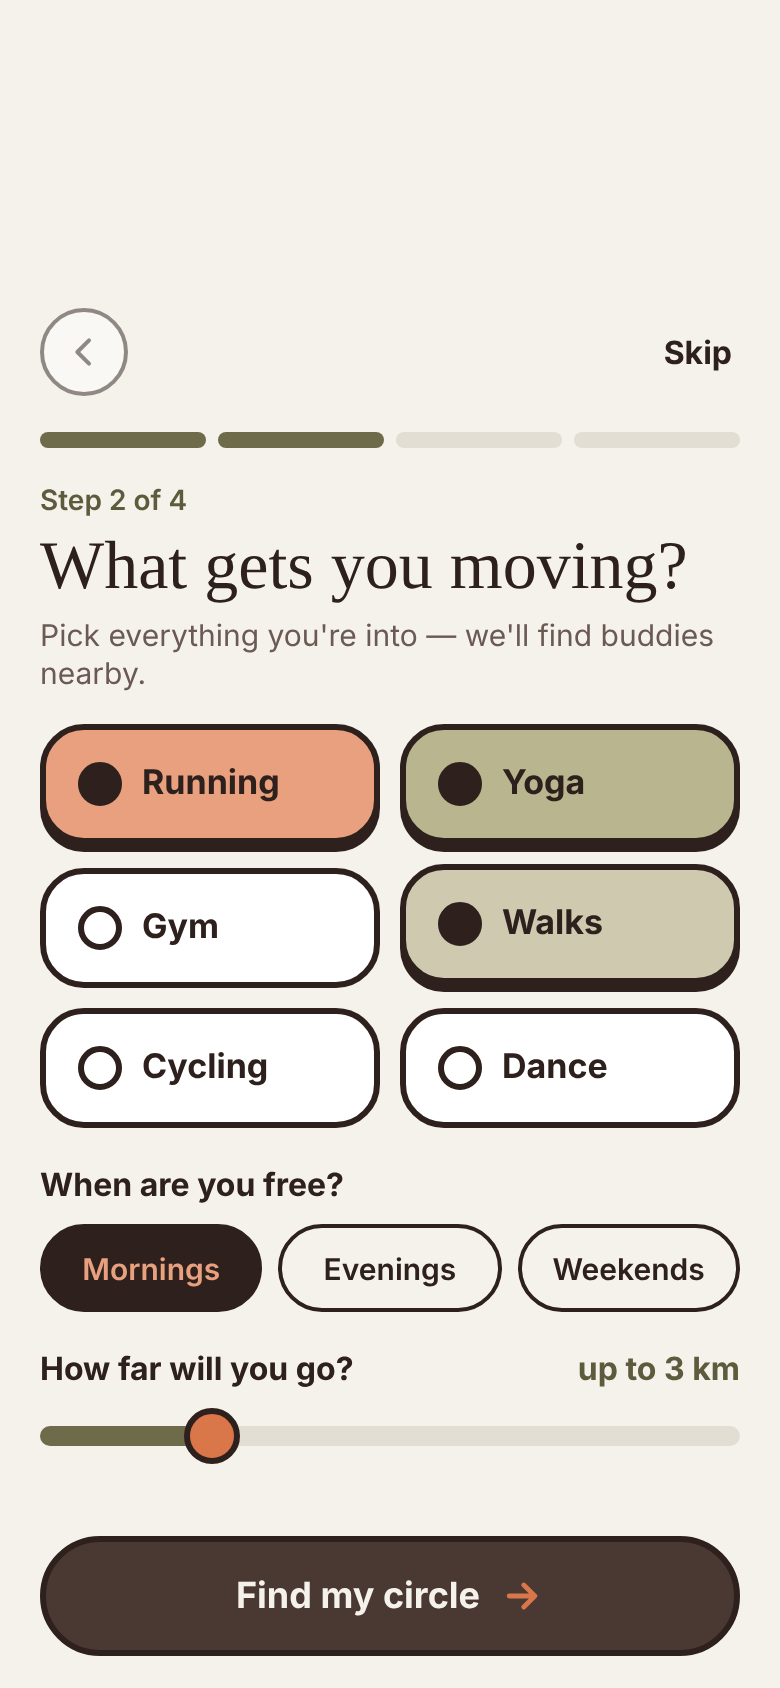 Skip
Step 2 of 4
What gets you moving?
Pick everything you're into — we'll find buddies
nearby.
Running
Yoga
Gym
Walks
Cycling
Dance
When are you free?
Mornings
Evenings
Weekends
How far will you go?
up to 3 km
Find my circle